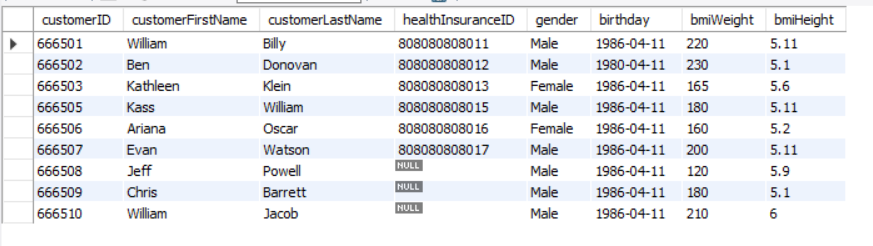 customerID customerFirstName customerLastName healthInsuranceID gender birthday bmiWeight bmiHeight
666501 William Billy 808080808011 Male 1986-04-11 220 5.11
666502 Ben Donovan 808080808012 Male 1980-04-11 230 5.1
666503 Kathleen Klein 808080808013 Female 1986-04-11 165 5.6
666505 Kass William 808080808015 Male 1986-04-11 180 5.11
666506 Ariana Oscar 808080808016 Female 1986-04-11 160 5.2
666507 Evan Watson 808080808017 Male 1986-04-11 200 5.11
666508 Jeff Powell NULL Male 1986-04-11 120 5.9
666509 Chris Barrett NULL Male 1986-04-11 180 5.1
666510 William Jacob NULL Male 1986-04-11 210 6